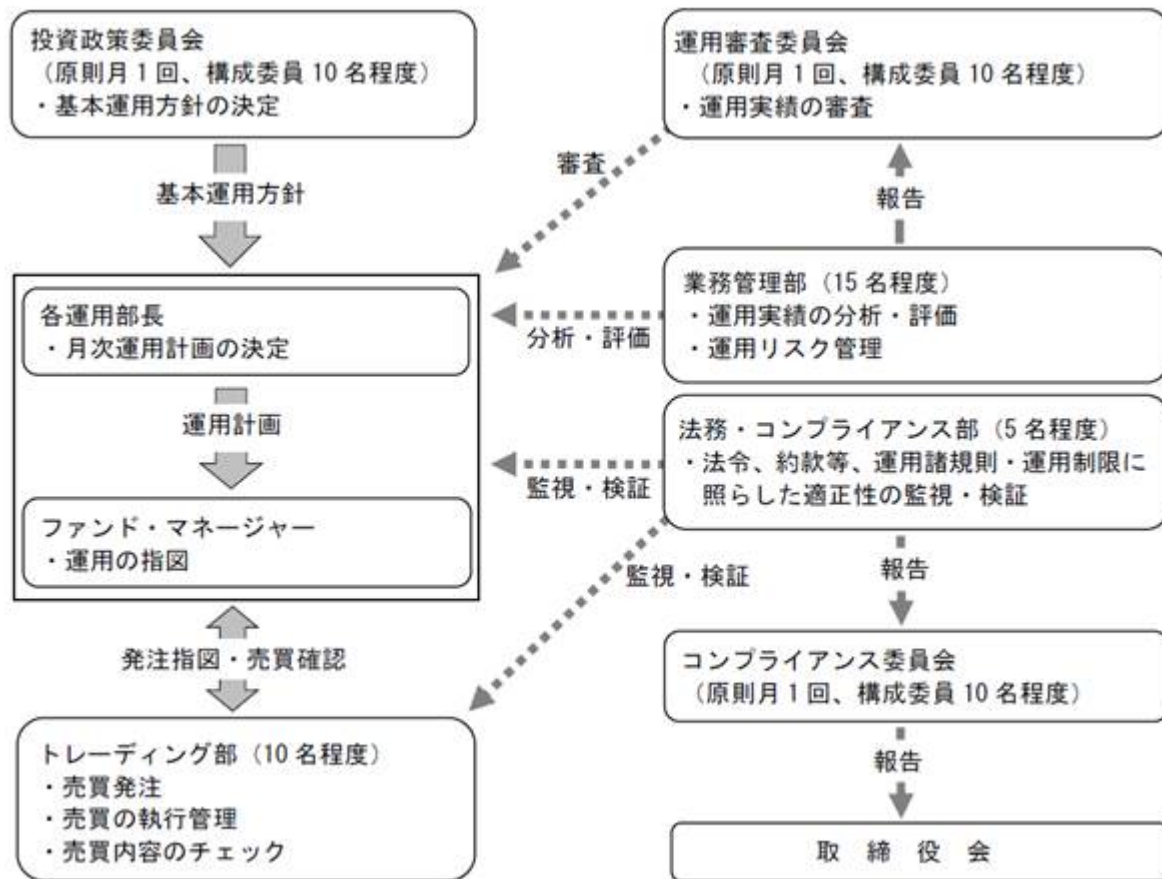 投資政策委員会
（原則月1回、構成委員10名程度）
・基本運用方針の決定
基本運用方針
各運用部長
・月次運用計画の決定
運用計画
ファンド・マネージャー
・運用の指図
発注指図・売買確認
トレーディング部（10名程度）
・売買発注
・売買の執行管理
・売買内容のチェック
運用審査委員会
（原則月1回、構成委員10名程度）
・運用実績の審査
審査
報告
業務管理部（15名程度）
・運用実績の分析・評価
・運用リスク管理
分析・評価
法務・コンプライアンス部（5名程度）
・法令、約款等、運用諸規則・運用制限に
照らした適正性の監視・検証
監視・検証
監視・検証
報告
コンプライアンス委員会
（原則月1回、構成委員10名程度）
報告
取　締　役　会